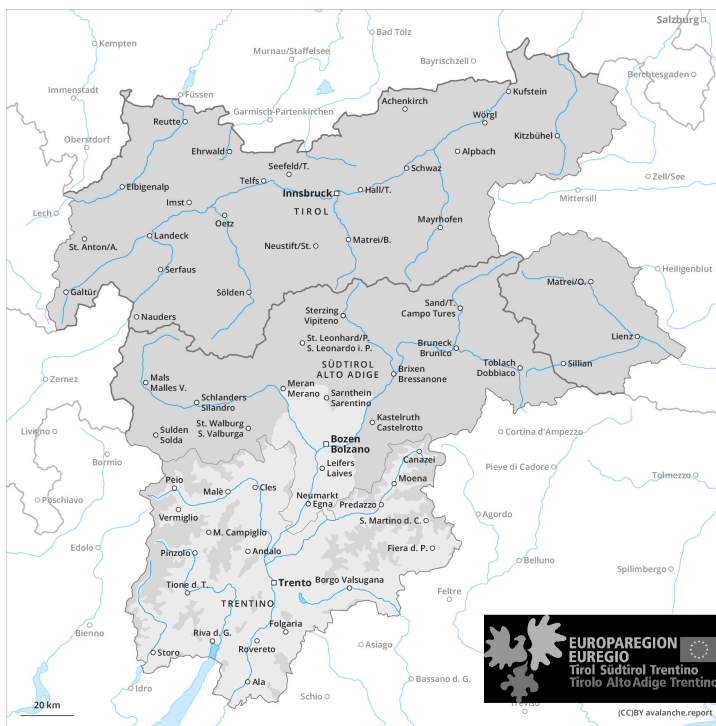 Salzburg
Kempten
Bad Tölz
Murnau/Staffelsee
Bayrischzell
Berchtesgaden
Immenstadt
Füssen
Garmisch-Partenkirchen
Achenkirch
Kufstein
Reutte
Wörgl
Oberstdorf
Kitzbühel
Ehrwald
Alpbach
Seefeld/T.
Schwaz
Telfs
Zell/See
Elbigenalp
Innsbruck
Hall/T.
Mittersill
Imst
TIROL
Lech
Oetz
Mayrhofen
Landeck
St. Anton/A.
Neustift/St.
Matrei/B.
Serfaus
Heiligenblut
Galtür
Sölden
Matrei/O.
Nauders
Sterzing
Vipiteno
Sand/T.
Campo Tures
Lienz
St. Leonhard/P.
S. Leonardo i. P.
Bruneck
Brunico
SÜDTIROL
ALTO ADIGE
Toblach
Dobbiaco
Sillian
Zernez
Mals
Malles V.
Meran
Merano
Brixen
Bressanone
Schlanders
Silandro
Sarnthein
Sarentino
Livigno
Sulden
Solda
St. Walburg
S. Valburga
Kastelruth
Castelrotto
Bozen
Bolzano
Cortina d'Ampezzo
Bormio
Canazei
Leifers
Laives
Pieve di Cadore
Peio
Moena
Tolmezzo
Malè
Cles
Poschiavo
Neumarkt
Egna
Predazzo
Vermiglio
Agordo
S. Martino d. C.
M. Campiglio
Edolo
Pinzolo
Andalo
Fiera d. P.
Belluno
Spilimbergo
Tione d. T.
Trento
Borgo Valsugana
Feltre
TRENTINO
Bienno
Folgaria
Riva d. G.
Rovereto
Asiago
Storo
Idro
Ala
Schio
Bassano d. G.
Treviso
EUROPAREGION
EUREGIO
Tirol Südtirol Trentino
Tirolo Alto Adige Trentino
20 km
(CC)BY avalanche.report